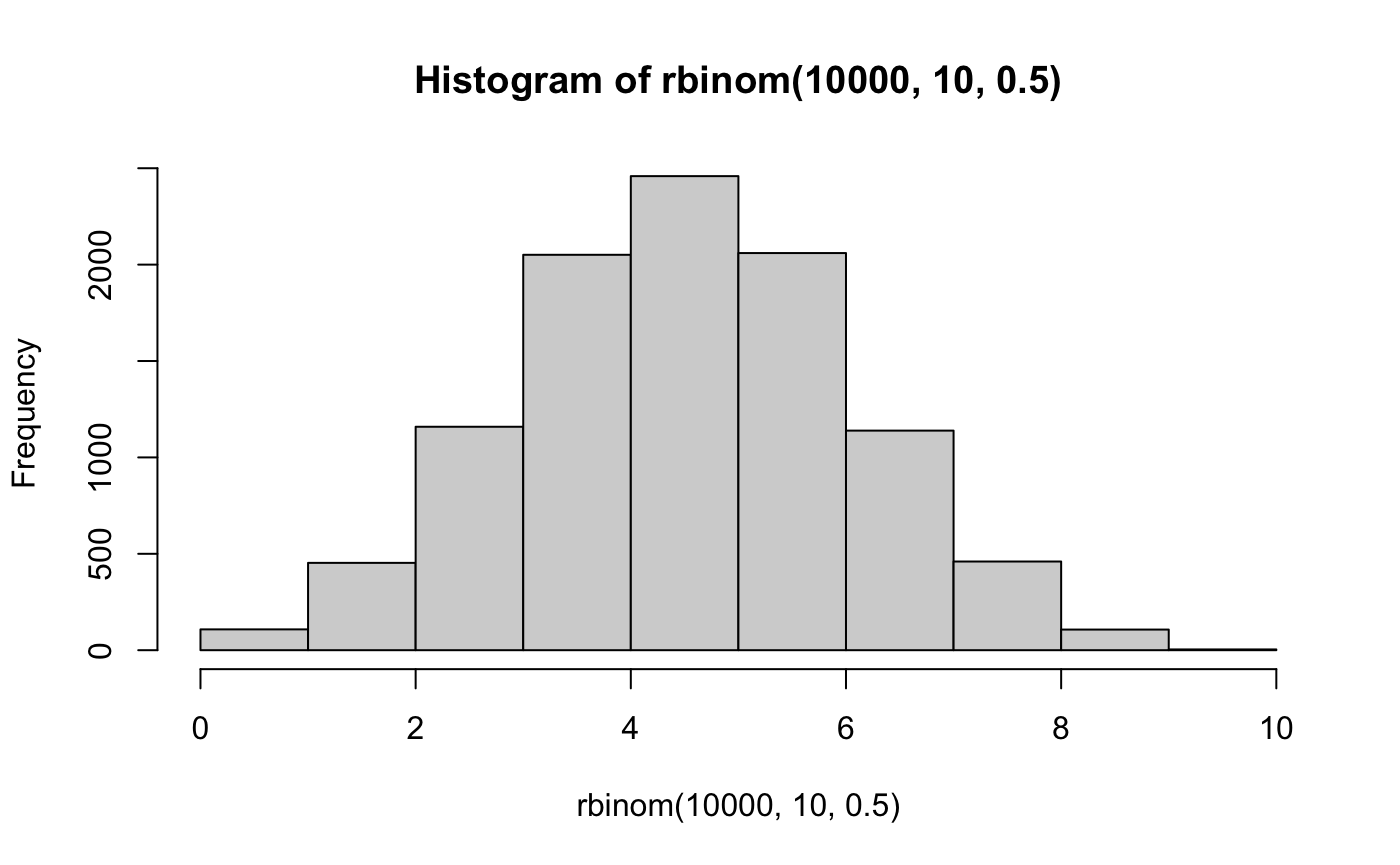 Histogram of rbinom(10000, 10, 0.5)
Frequency
2000
1000
500
0
0 2 4 6 8 10
rbinom(10000, 10, 0.5)